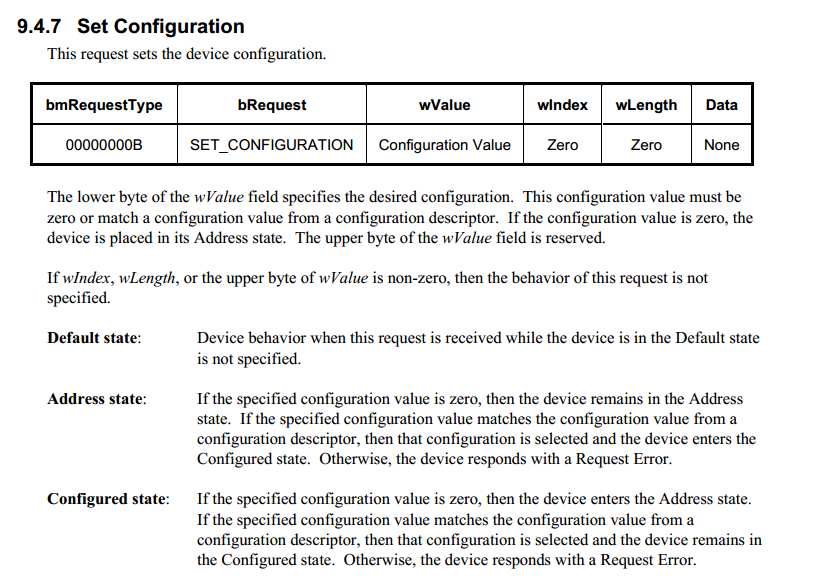 9.4.7 Set Configuration
This request sets the device configuration.
bmRequestType bRequest wValue wIndex wLength Data
00000000B SET_CONFIGURATION Configuration Value Zero Zero None
The lower byte of the wValue field specifies the desired configuration. This configuration value must be
zero or match a configuration value from a configuration descriptor. If the configuration value is zero, the
device is placed in its Address state. The upper byte of the wValue field is reserved.
If wIndex, wLength, or the upper byte of wValue is non-zero, then the behavior of this request is not
specified.
Default state: Device behavior when this request is received while the device is in the Default state
is not specified.
Address state: If the specified configuration value is zero, then the device remains in the Address
state. If the specified configuration value matches the configuration value from a
configuration descriptor, then that configuration is selected and the device enters the
Configured state. Otherwise, the device responds with a Request Error.
Configured state: If the specified configuration value is zero, then the device enters the Address state.
If the specified configuration value matches the configuration value from a
configuration descriptor, then that configuration is selected and the device remains in
the Configured state. Otherwise, the device responds with a Request Error.